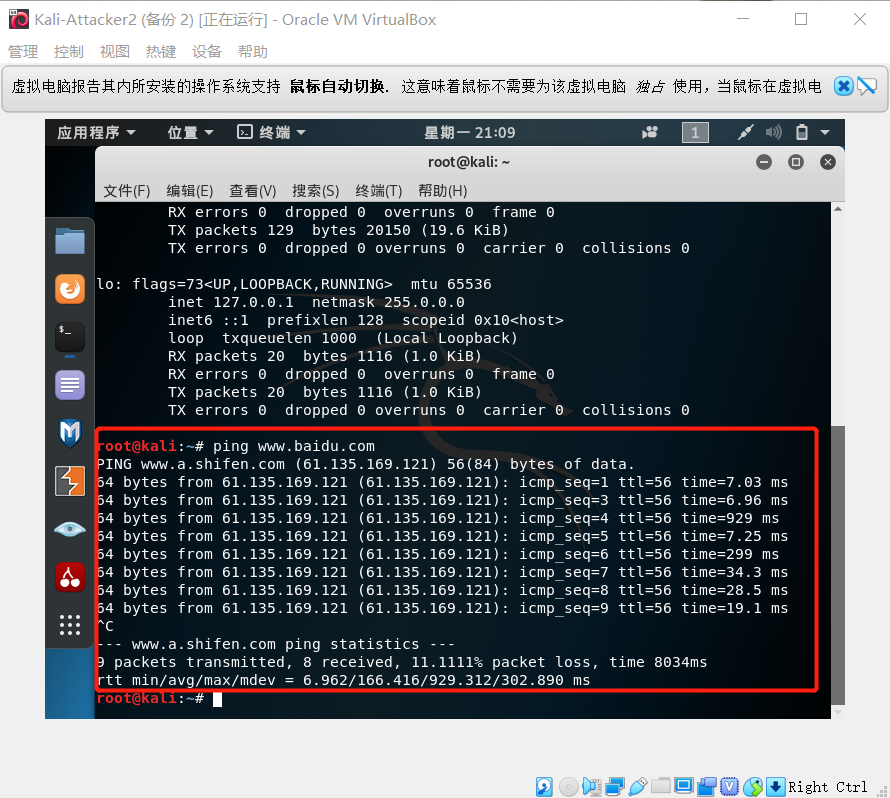 Kali-Attacker2 (备份 2) [正在运行] - Oracle VM VirtualBox
管理 控制 视图 热键 设备 帮助
虚拟电脑报告其内所安装的操作系统支持 鼠标自动切换. 这意味着鼠标不需要为该虚拟电脑 独占 使用，当鼠标在虚拟电
应用程序 位置 终端 星期一 21:09 1
root@kali: ~
文件(F) 编辑(E) 查看(V) 搜索(S) 终端(T) 帮助(H)
RX errors 0  dropped 0  overruns 0  frame 0
TX packets 129  bytes 20150 (19.6 KiB)
TX errors 0  dropped 0 overruns 0  carrier 0  collisions 0
lo: flags=73<UP,LOOPBACK,RUNNING>  mtu 65536
inet 127.0.0.1  netmask 255.0.0.0
inet6 ::1  prefixlen 128  scopeid 0x10<host>
loop  txqueuelen 1000  (Local Loopback)
RX packets 20  bytes 1116 (1.0 KiB)
RX errors 0  dropped 0  overruns 0  frame 0
TX packets 20  bytes 1116 (1.0 KiB)
TX errors 0  dropped 0 overruns 0  carrier 0  collisions 0
root@kali:~# ping www.baidu.com
PING www.a.shifen.com (61.135.169.121) 56(84) bytes of data.
64 bytes from 61.135.169.121 (61.135.169.121): icmp_seq=1 ttl=56 time=7.03 ms
64 bytes from 61.135.169.121 (61.135.169.121): icmp_seq=3 ttl=56 time=6.96 ms
64 bytes from 61.135.169.121 (61.135.169.121): icmp_seq=4 ttl=56 time=929 ms
64 bytes from 61.135.169.121 (61.135.169.121): icmp_seq=5 ttl=56 time=7.25 ms
64 bytes from 61.135.169.121 (61.135.169.121): icmp_seq=6 ttl=56 time=299 ms
64 bytes from 61.135.169.121 (61.135.169.121): icmp_seq=7 ttl=56 time=34.3 ms
64 bytes from 61.135.169.121 (61.135.169.121): icmp_seq=8 ttl=56 time=28.5 ms
64 bytes from 61.135.169.121 (61.135.169.121): icmp_seq=9 ttl=56 time=19.1 ms
^C
--- www.a.shifen.com ping statistics ---
9 packets transmitted, 8 received, 11.1111% packet loss, time 8034ms
rtt min/avg/max/mdev = 6.962/166.416/929.312/302.890 ms
root@kali:~#
Right Ctrl